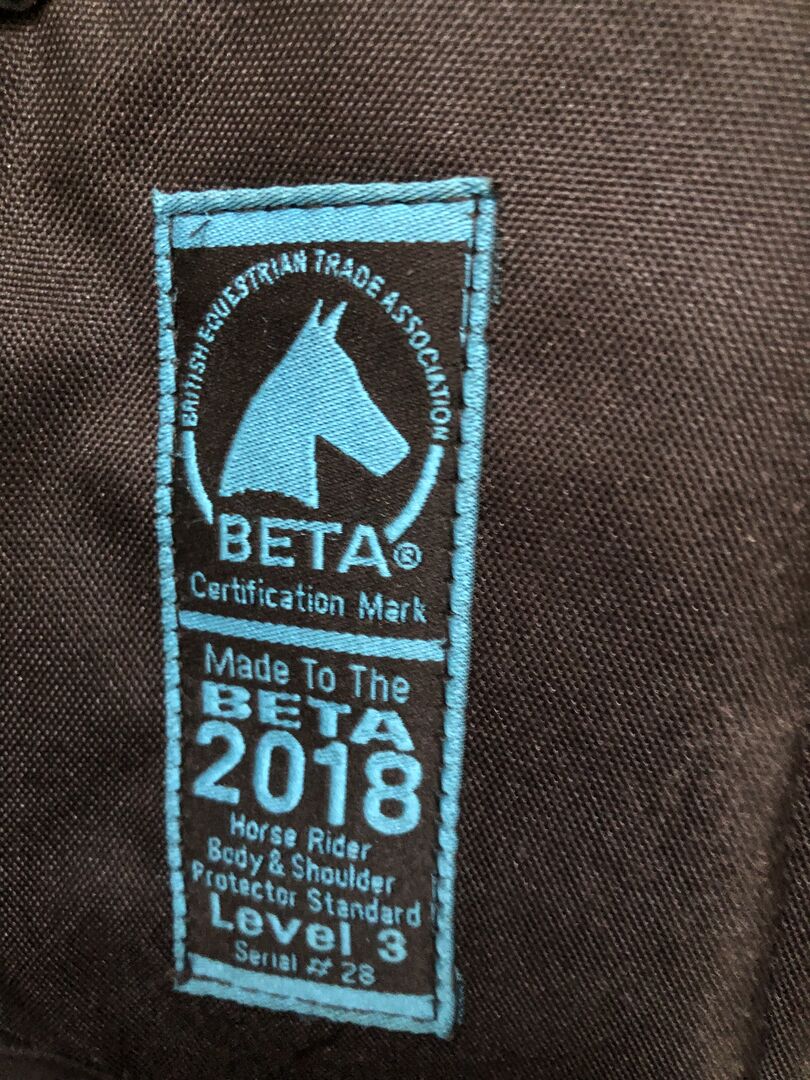 BRITISH EQUESTRIAN TRADE ASSOCIATION
BETA®
Certification Mark
Made To The
BETA
2018
Horse Rider
Body & Shoulder
Protector Standard
Level 3
Serial # 28